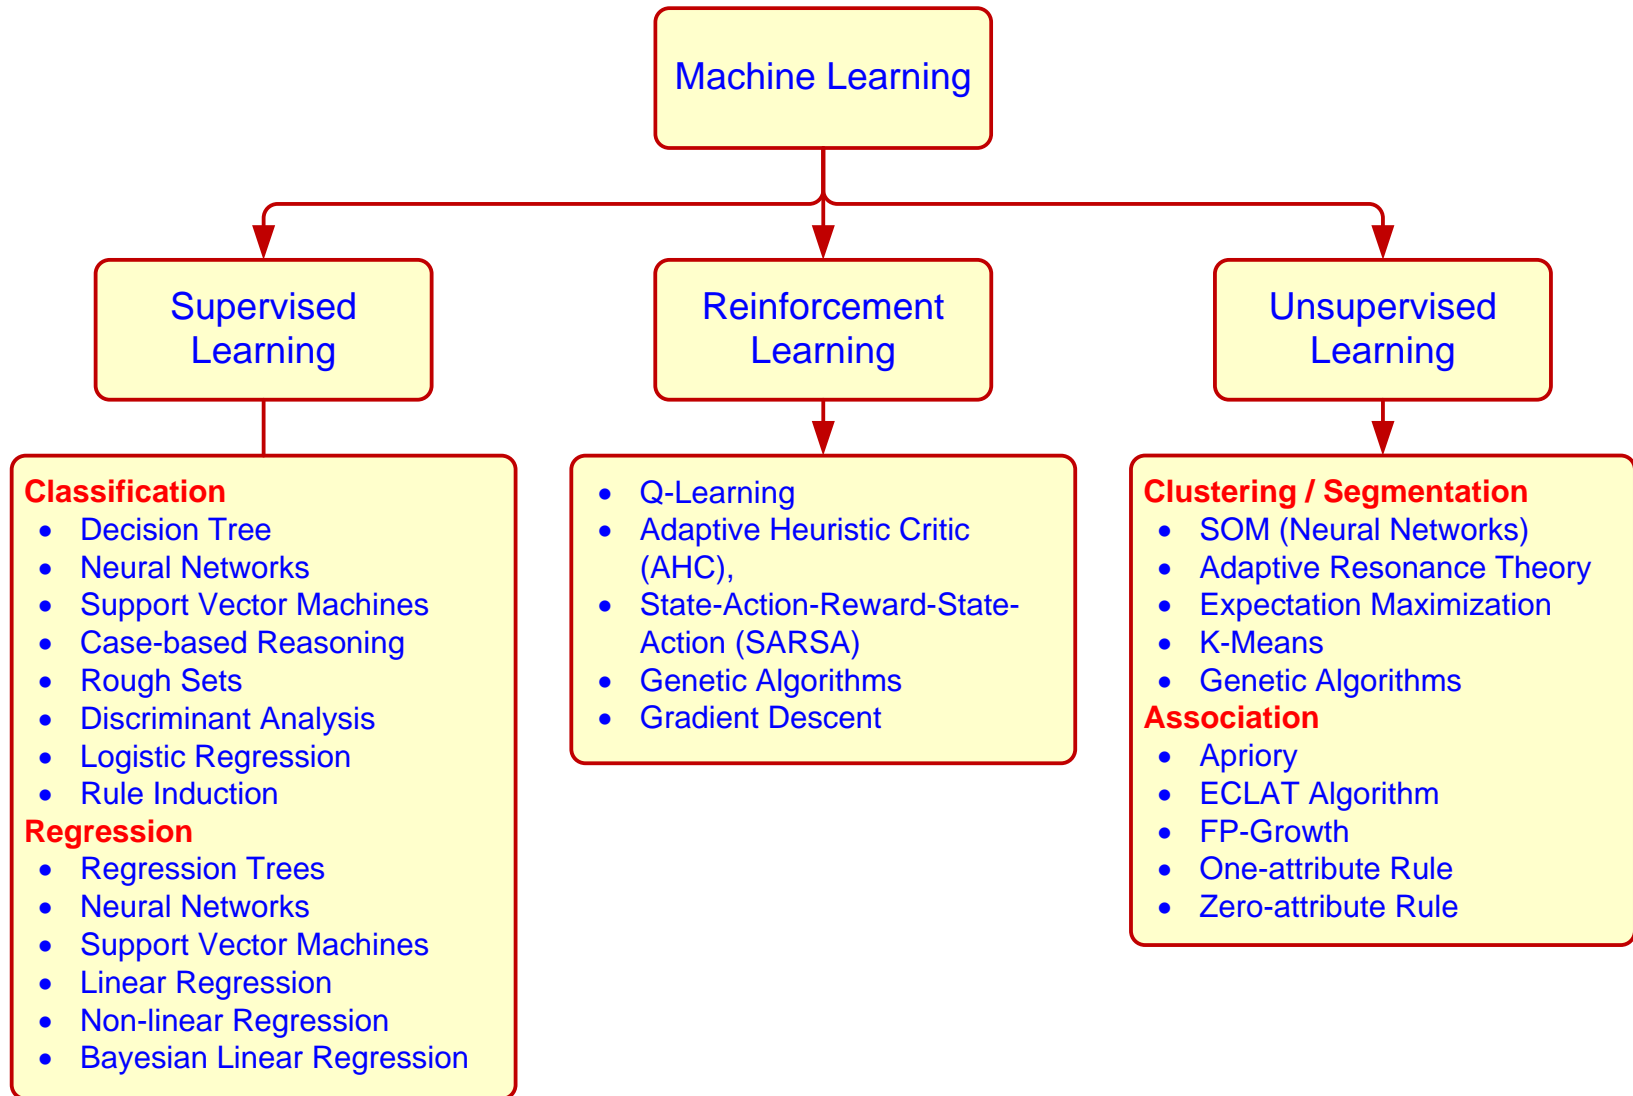 Machine Learning
Supervised
Learning
Reinforcement
Learning
Unsupervised
Learning
Classification
• Decision Tree
• Neural Networks
• Support Vector Machines
• Case-based Reasoning
• Rough Sets
• Discriminant Analysis
• Logistic Regression
• Rule Induction
Regression
• Regression Trees
• Neural Networks
• Support Vector Machines
• Linear Regression
• Non-linear Regression
• Bayesian Linear Regression
• Q-Learning
• Adaptive Heuristic Critic
(AHC),
• State-Action-Reward-State-
Action (SARSA)
• Genetic Algorithms
• Gradient Descent
Clustering / Segmentation
• SOM (Neural Networks)
• Adaptive Resonance Theory
• Expectation Maximization
• K-Means
• Genetic Algorithms
Association
• Apriory
• ECLAT Algorithm
• FP-Growth
• One-attribute Rule
• Zero-attribute Rule